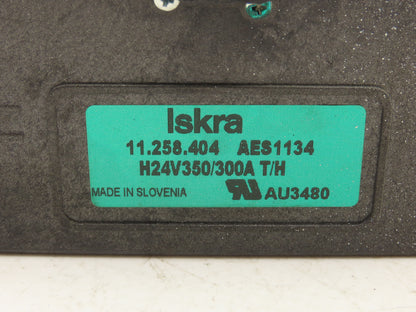 Iskra
11.258.404 AES1134
H24V350/300A T/H
MADE IN SLOVENIA AU3480